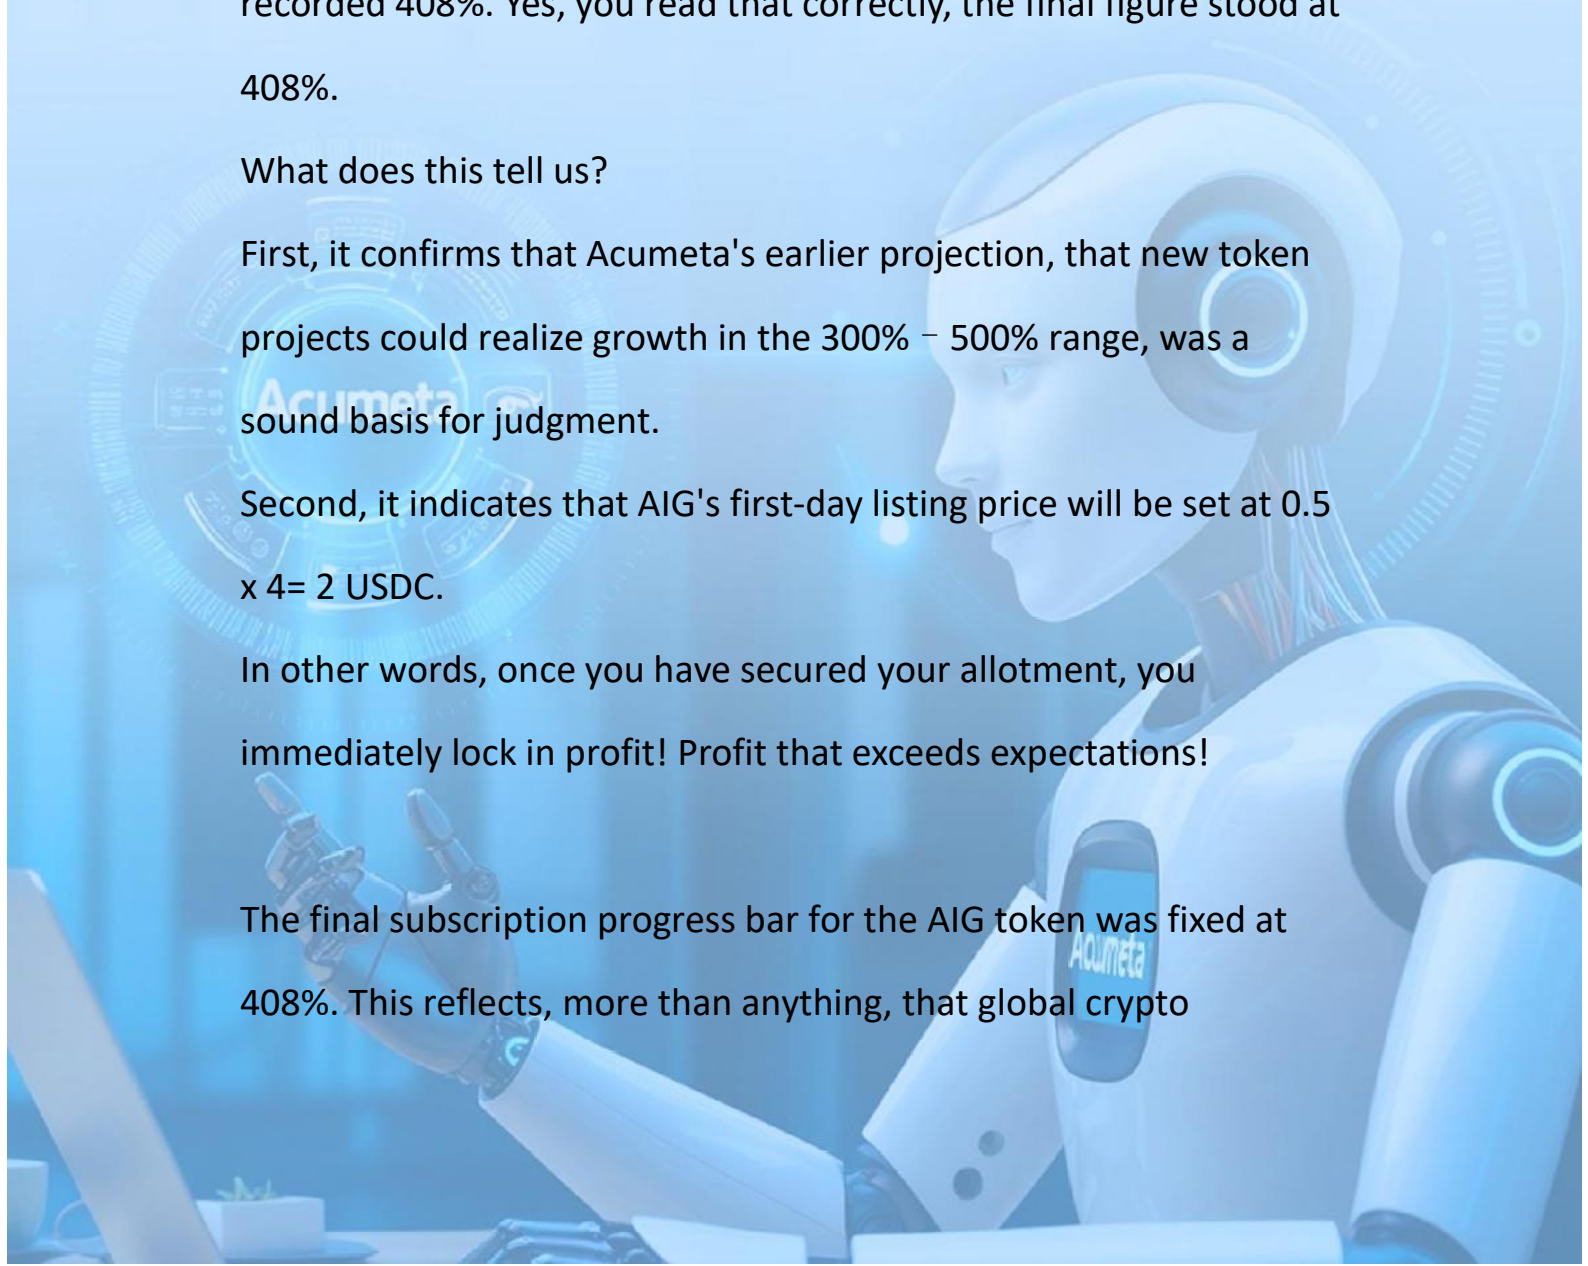 recorded 408%. Yes, you read that correctly, the final figure stood at
408%.
What does this tell us?
First, it confirms that Acumeta's earlier projection, that new token
projects could realize growth in the 300% – 500% range, was a
Acumeta
sound basis for judgment.
Second, it indicates that AIG's first-day listing price will be set at 0.5
x 4= 2 USDC.
In other words, once you have secured your allotment, you
immediately lock in profit! Profit that exceeds expectations!
The final subscription progress bar for the AIG token was fixed at
Acumeta
408%. This reflects, more than anything, that global crypto